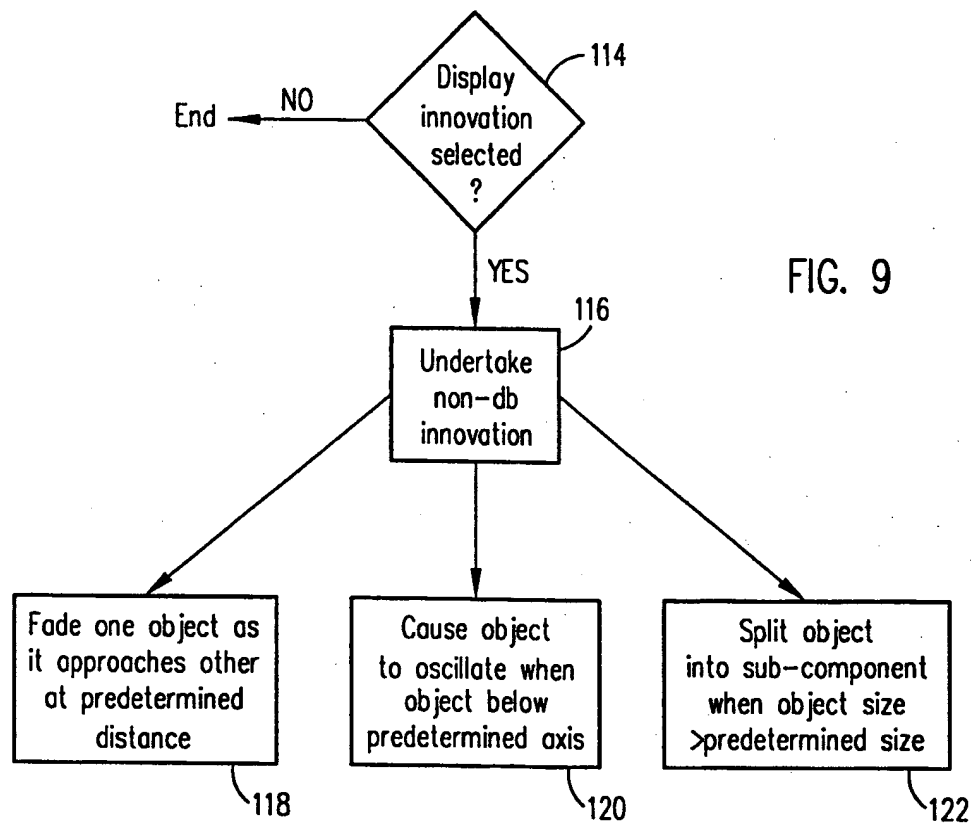 114
Display
innovation
selected
?
NO
End
YES
FIG. 9
116
Undertake
non-db
innovation
Fade one object as
it approaches other
at predetermined
distance
118
Cause object
to oscillate when
object below
predetermined axis
120
Split object
into sub-component
when object size
>predetermined size
122